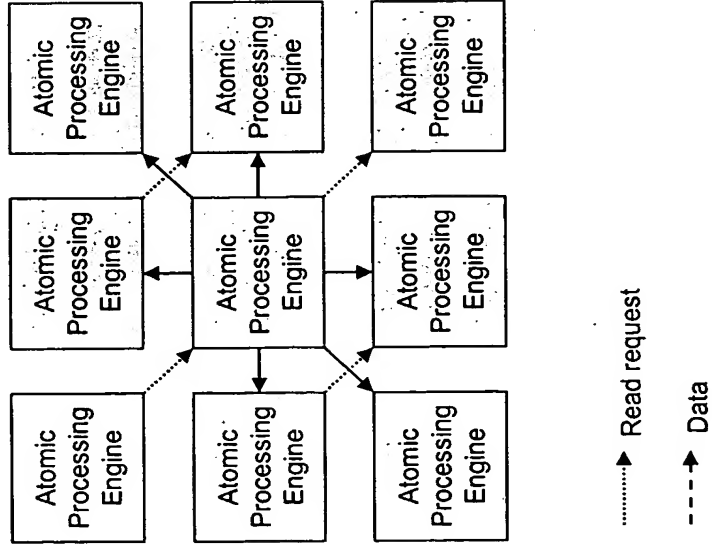 Atomic
Processing
Engine
Atomic
Processing
Engine
Atomic
Processing
Engine
Atomic
Processing
Engine
Atomic
Processing
Engine
Atomic
Processing
Engine
Atomic
Processing
Engine
Atomic
Processing
Engine
Atomic
Processing
Engine
Read request
Data